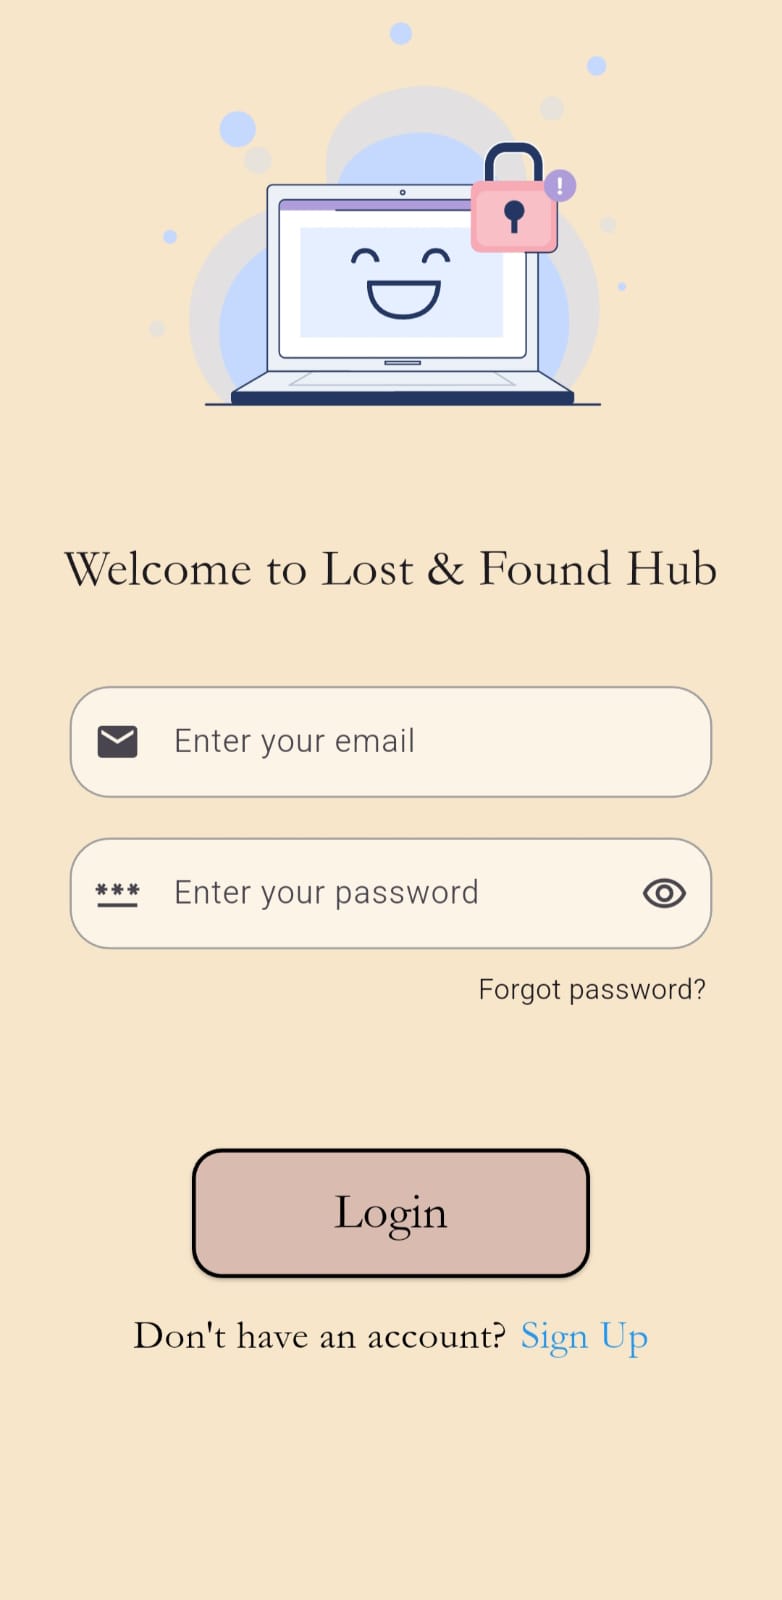 Welcome to Lost & Found Hub
Enter your email
*** Enter your password
Forgot password?
Login
Don't have an account? Sign Up